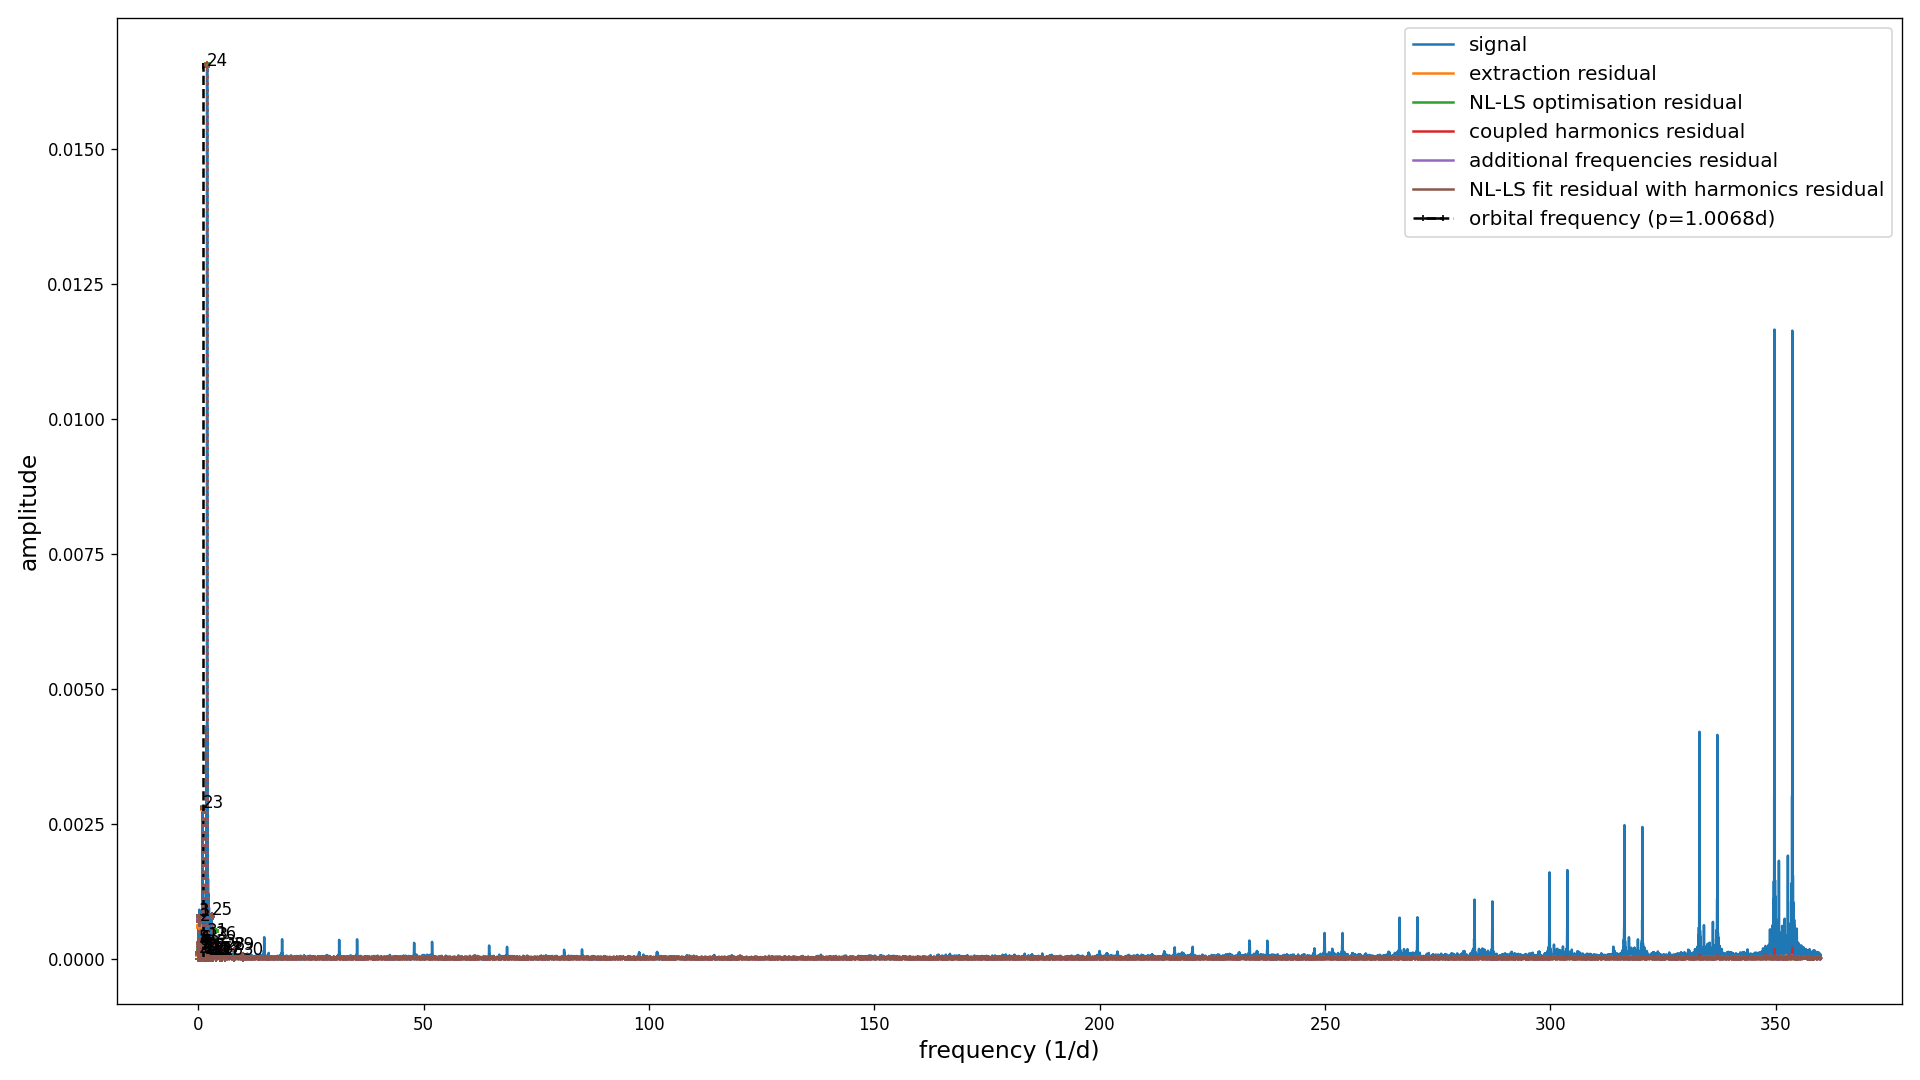 24
signal
extraction residual
NL-LS optimisation residual
coupled harmonics residual
additional frequencies residual
NL-LS fit residual with harmonics residual
orbital frequency (p=1.0068d)
0.0150
0.0125
0.0100
0.0075
0.0050
0.0025
0.0000
amplitude
23
25
30
0
50
100
150
200
250
300
350
frequency (1/d)